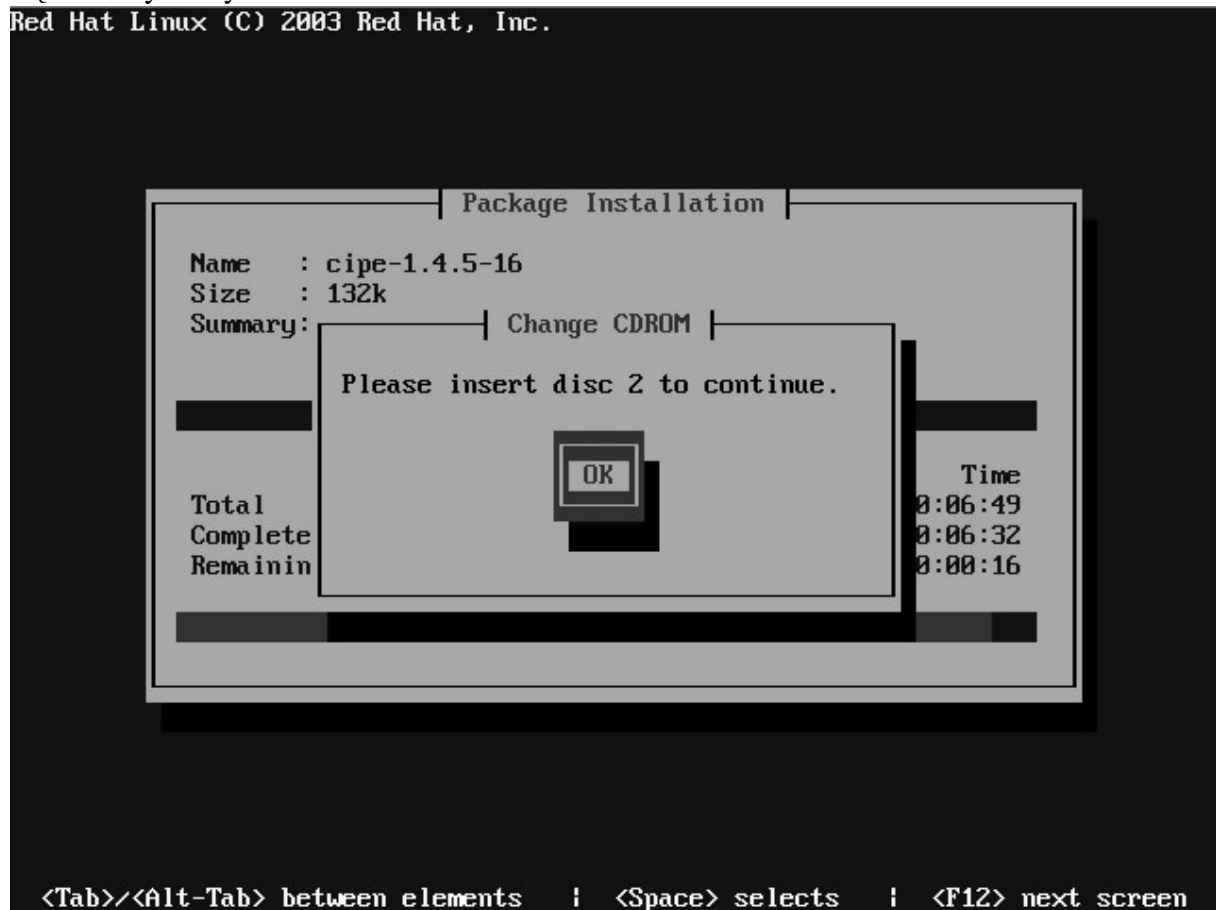 Red Hat Linux (C) 2003 Red Hat, Inc.
Package Installation
Name : cipe-1.4.5-16
Size : 132k
Summary:
Change CDROM
Please insert disc 2 to continue.
OK
Time
Total 0:06:49
Complete 0:06:32
Remainin 0:00:16
<Tab>/<Alt-Tab> between elements | <Space> selects | <F12> next screen